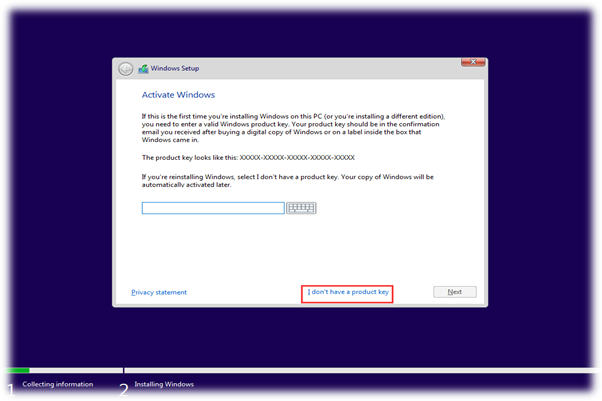 Windows Setup
Activate Windows
If this is the first time you're installing Windows on this PC (or you're installing a different edition),
you need to enter a valid Windows product key. Your product key should be in the confirmation
email you received after buying a digital copy of Windows or on a label inside the box that
Windows came in.
The product key looks like this: XXXXX-XXXXX-XXXXX-XXXXX-XXXXX
If you're reinstalling Windows, select I don't have a product key. Your copy of Windows will be
automatically activated later.
Privacy statement
I don't have a product key
Next
1 Collecting information
2 Installing Windows